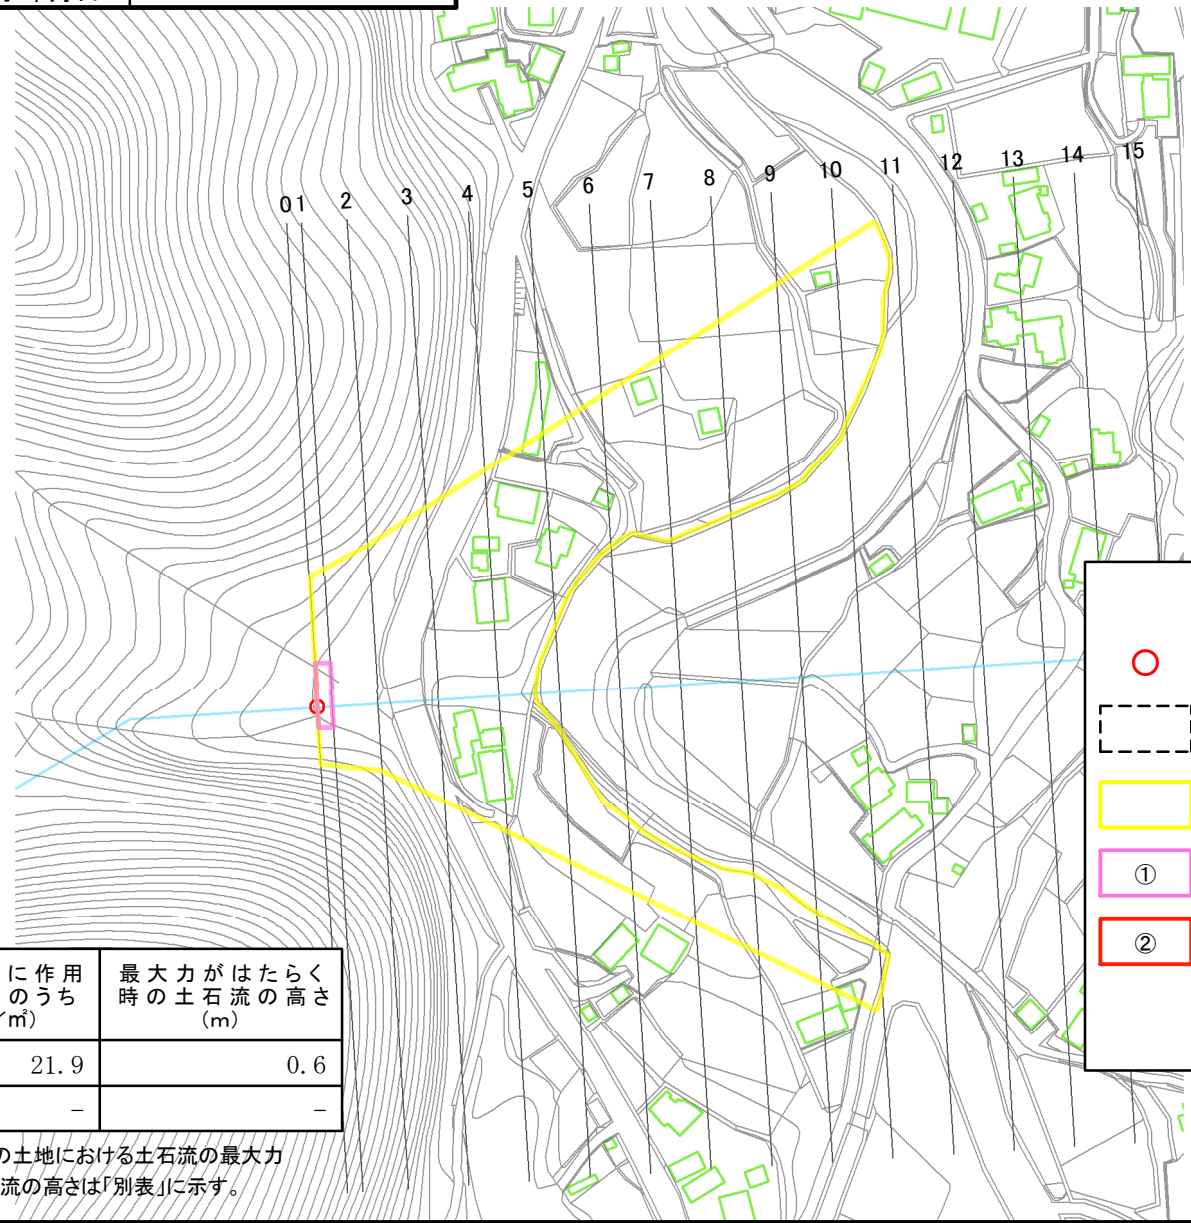 01 2 3 4 5 6 7 8 9 10 11 12 13 14 15
①
②
に作用
のうち
/㎡)
最大力がはたらく
時の土石流の高さ
(m)
21.9 0.6
– –
の土地における土石流の最大力
流の高さは「別表」に示す。